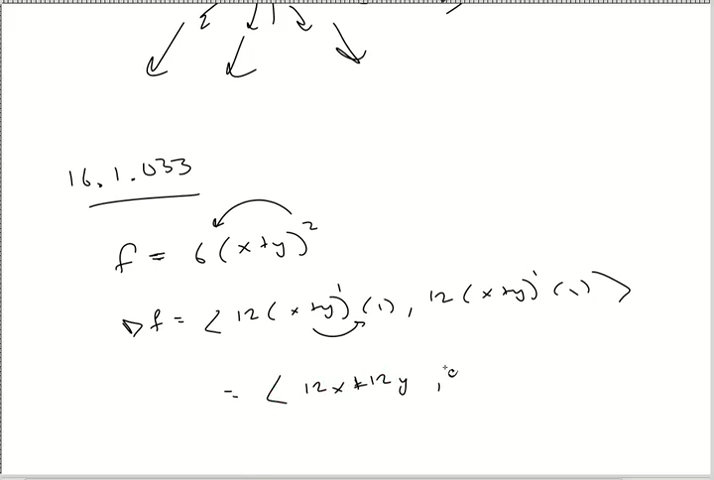 16.1.033
f = 6(x+y)²
∇f = ⟨12(x+y)¹(1), 12(x+y)¹(1)⟩
= ⟨12x+12y ,